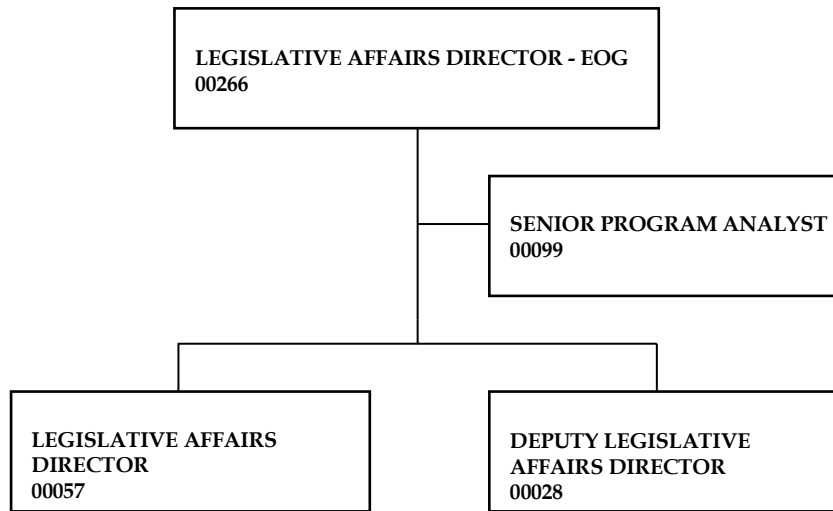 LEGISLATIVE AFFAIRS DIRECTOR - EOG
00266
SENIOR PROGRAM ANALYST
00099
LEGISLATIVE AFFAIRS
DIRECTOR
00057
DEPUTY LEGISLATIVE
AFFAIRS DIRECTOR
00028